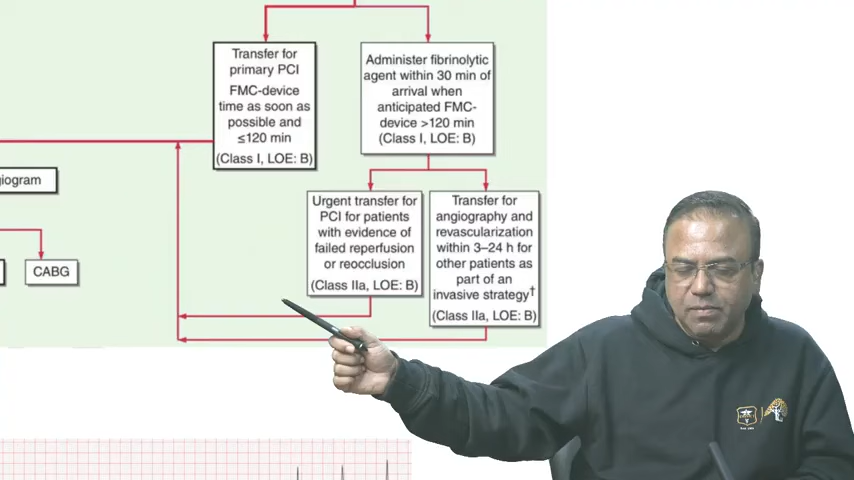 Transfer for
primary PCI
FMC-device
time as soon as
possible and
≤120 min
(Class I, LOE: B)
Administer fibrinolytic
agent within 30 min of
arrival when
anticipated FMC-
device >120 min
(Class I, LOE: B)
giogram
CABG
Urgent transfer for
PCI for patients
with evidence of
failed reperfusion
or reocclusion
(Class IIa, LOE: B)
Transfer for
angiography and
revascularization
within 3–24 h for
other patients as
part of an
invasive strategy†
(Class IIa, LOE: B)